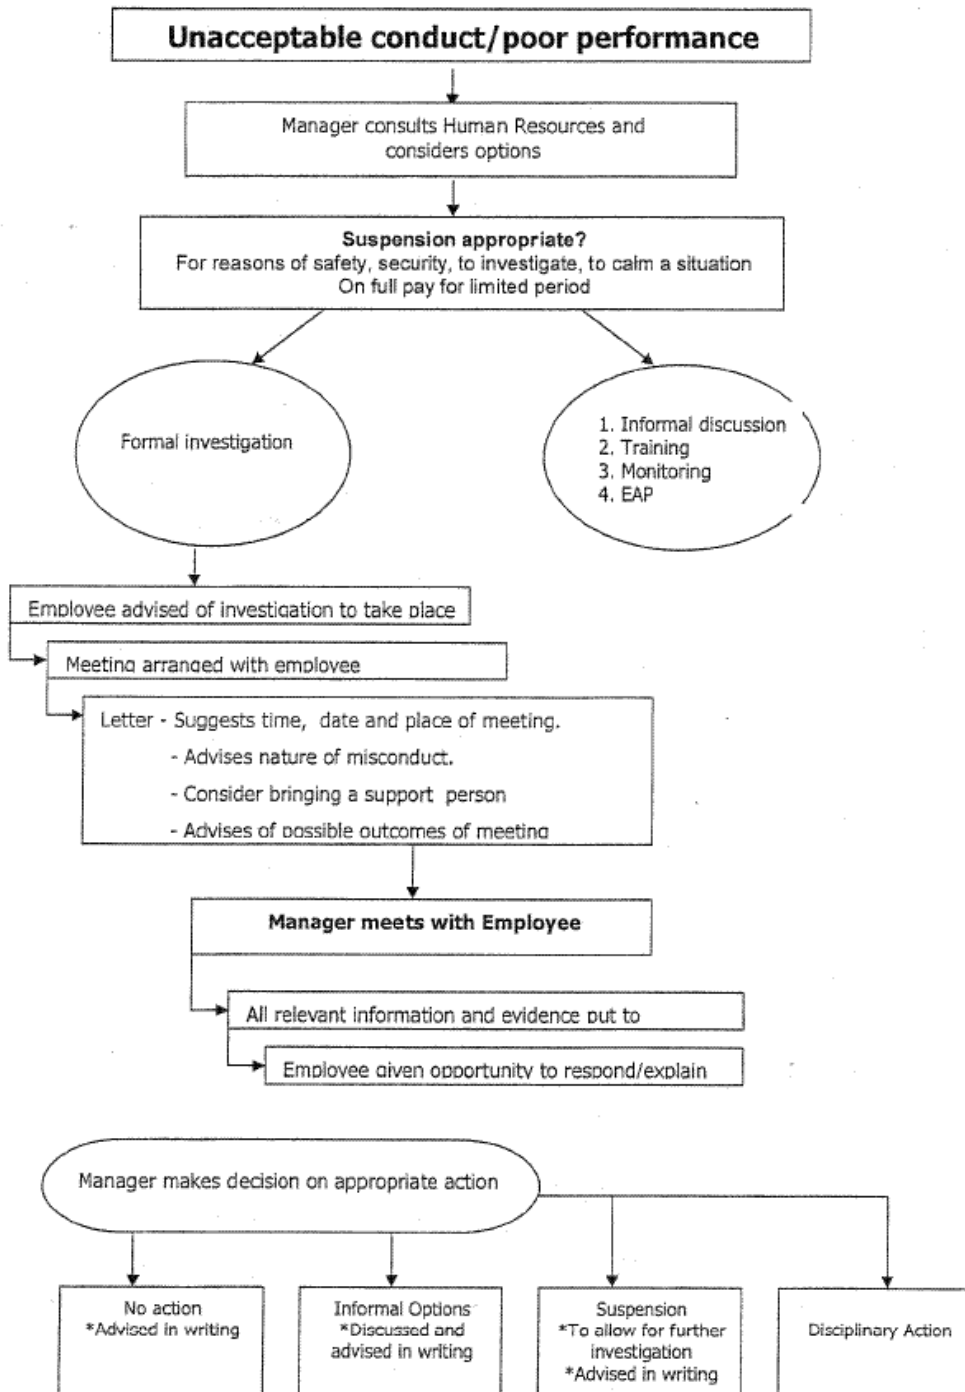 Unacceptable conduct/poor performance
Manager consults Human Resources and
considers options
Suspension appropriate?
For reasons of safety, security, to investigate, to calm a situation
On full pay for limited period
Formal investigation
1. Informal discussion
2. Training
3. Monitoring
4. EAP
Employee advised of investigation to take place
Meeting arranged with employee
Letter - Suggests time, date and place of meeting.
- Advises nature of misconduct.
- Consider bringing a support person
- Advises of possible outcomes of meeting
Manager meets with Employee
All relevant information and evidence put to
Employee given opportunity to respond/explain
Manager makes decision on appropriate action
No action
*Advised in writing
Informal Options
*Discussed and
advised in writing
Suspension
*To allow for further
investigation
*Advised in writing
Disciplinary Action